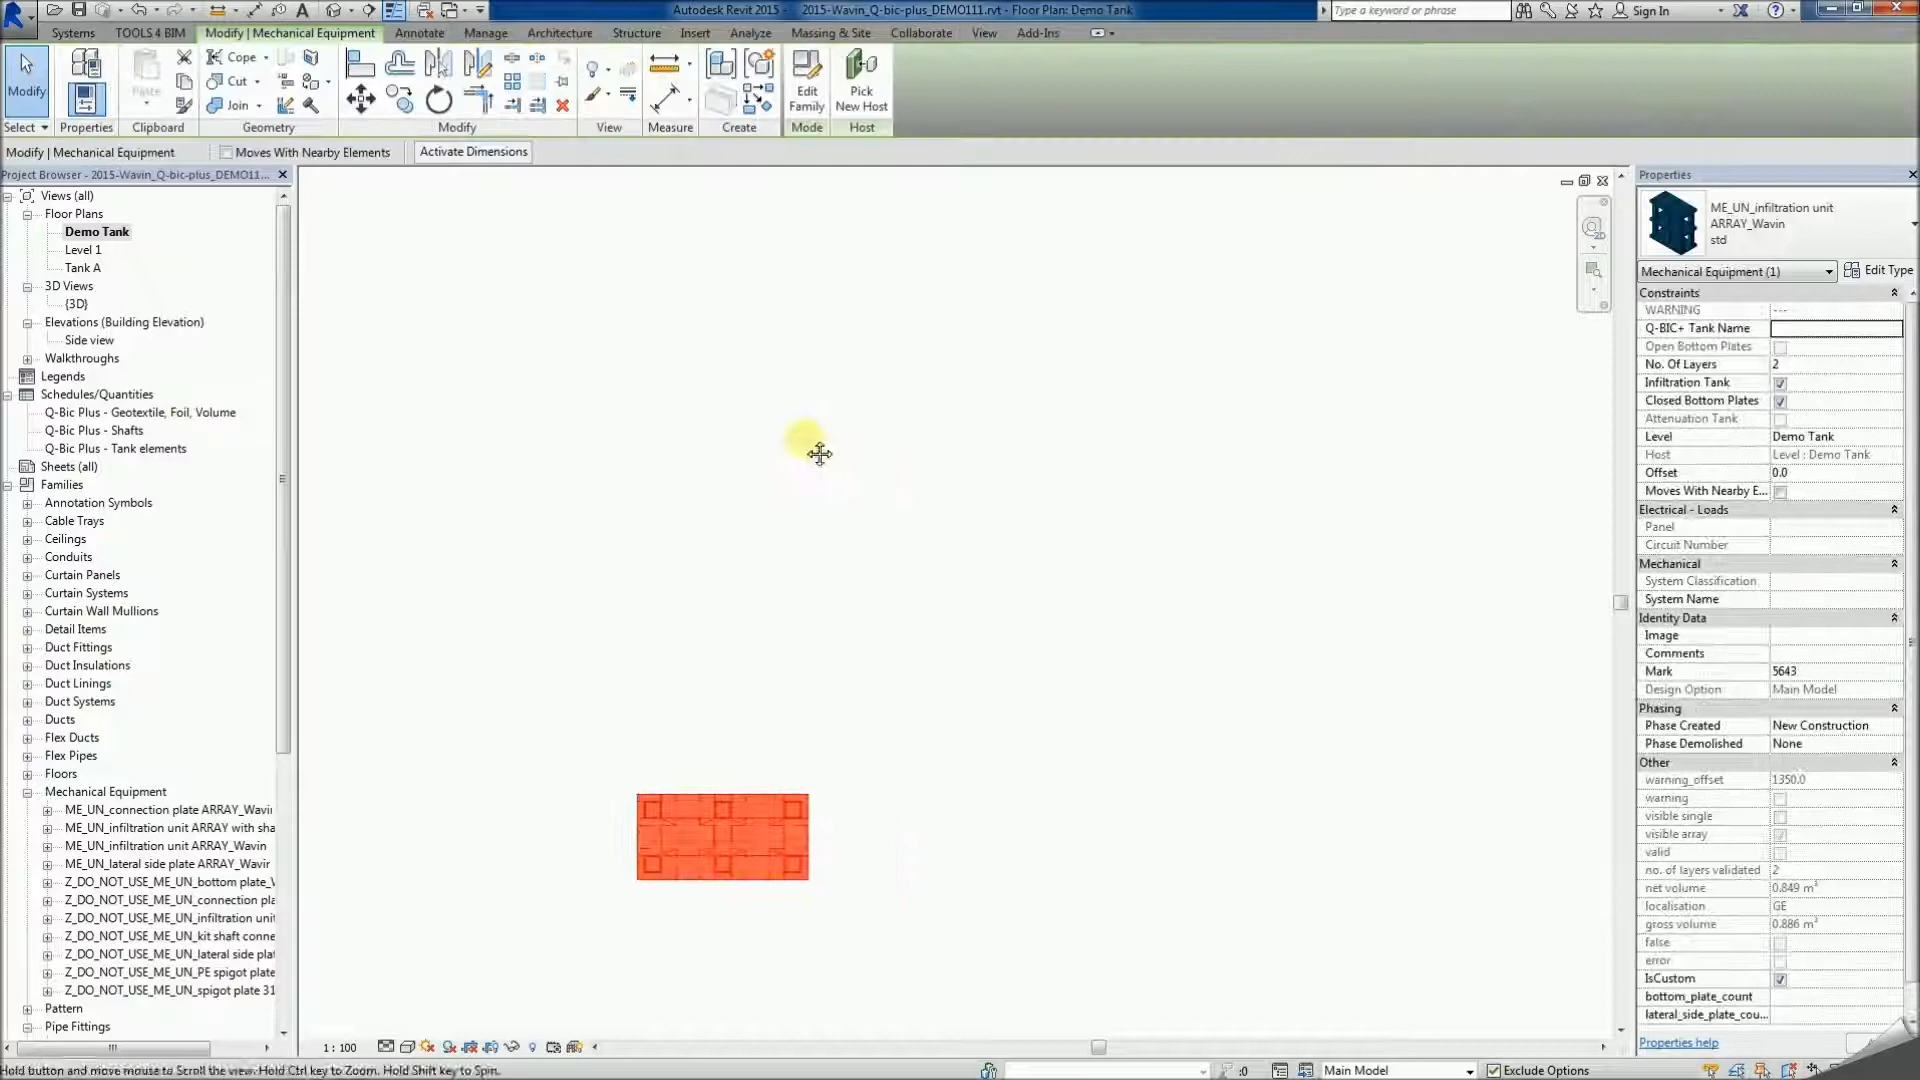 Autodesk Revit 2015 - 2015-Wavin_Q-bic-plus_DEMO111.rvt - Floor Plan: Demo Tank
Type a keyword or phrase
Sign In
Systems TOOLS 4 BIM Modify | Mechanical Equipment Annotate Manage Architecture Structure Insert Analyze Massing & Site Collaborate View Add-Ins
Modify
Paste
Cope
Cut
Join
Edit Family
Pick New Host
Select Properties Clipboard Geometry Modify View Measure Create Mode Host
Modify | Mechanical Equipment Moves With Nearby Elements Activate Dimensions
Project Browser - 2015-Wavin_Q-bic-plus_DEMO11...
Views (all)
Floor Plans
Demo Tank
Level 1
Tank A
3D Views
{3D}
Elevations (Building Elevation)
Side view
Walkthroughs
Legends
Schedules/Quantities
Q-Bic Plus - Geotextile, Foil, Volume
Q-Bic Plus - Shafts
Q-Bic Plus - Tank elements
Sheets (all)
Families
Annotation Symbols
Cable Trays
Ceilings
Conduits
Curtain Panels
Curtain Systems
Curtain Wall Mullions
Detail Items
Duct Fittings
Duct Insulations
Duct Linings
Duct Systems
Ducts
Flex Ducts
Flex Pipes
Floors
Mechanical Equipment
ME_UN_connection plate ARRAY_Wavin
ME_UN_infiltration unit ARRAY with sha
ME_UN_infiltration unit ARRAY_Wavin
ME_UN_lateral side plate ARRAY_Wavir
Z_DO_NOT_USE_ME_UN_bottom plate_V
Z_DO_NOT_USE_ME_UN_connection pla
Z_DO_NOT_USE_ME_UN_infiltration unit
Z_DO_NOT_USE_ME_UN_kit shaft conne
Z_DO_NOT_USE_ME_UN_lateral side plat
Z_DO_NOT_USE_ME_UN_PE spigot plate
Z_DO_NOT_USE_ME_UN_spigot plate 31
Pattern
Pipe Fittings
2D
Properties
ME_UN_infiltration unit
ARRAY_Wavin
std
Mechanical Equipment (1) Edit Type
Constraints
WARNING ---
Q-BIC+ Tank Name
Open Bottom Plates
No. Of Layers 2
Infiltration Tank
Closed Bottom Plates
Attenuation Tank
Level Demo Tank
Host Level : Demo Tank
Offset 0.0
Moves With Nearby E...
Electrical - Loads
Panel
Circuit Number
Mechanical
System Classification
System Name
Identity Data
Image
Comments
Mark 5643
Design Option Main Model
Phasing
Phase Created New Construction
Phase Demolished None
Other
warning_offset 1350.0
warning
visible single
visible array
valid
no. of layers validated 2
net volume 0.849 m³
localisation GE
gross volume 0.886 m³
false
error
IsCustom
bottom_plate_count
lateral_side_plate_cou...
Properties help
1 : 100
Hold button and move mouse to Scroll the view. Hold Ctrl key to Zoom. Hold Shift key to Spin.
:0
Main Model
Exclude Options